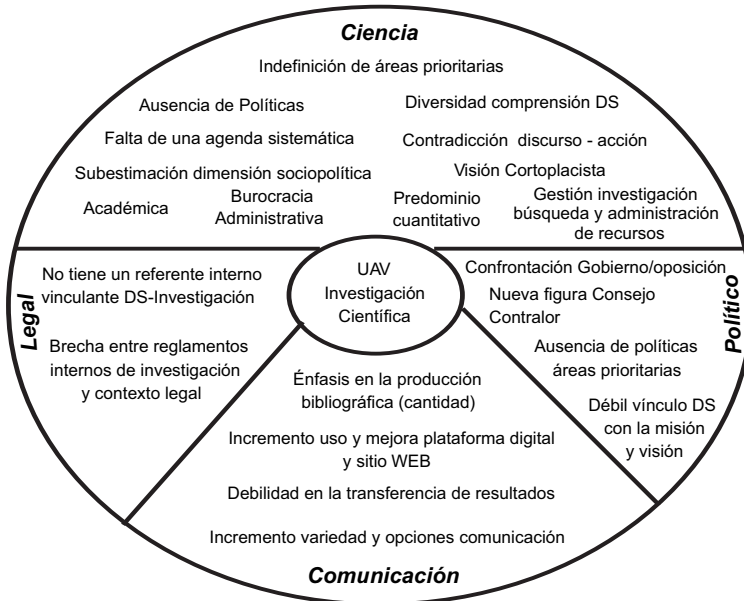 Ciencia
Indefinición de áreas prioritarias
Ausencia de Políticas
Diversidad comprensión DS
Falta de una agenda sistemática
Contradicción discurso - acción
Subestimación dimensión sociopolítica
Visión Cortoplacista
Académica
Burocracia
Administrativa
Predominio
cuantitativo
Gestión investigación
búsqueda y administración
de recursos
Legal
No tiene un referente interno
vinculante DS-Investigación
Brecha entre reglamentos
internos de investigación
y contexto legal
UAV
Investigación
Científica
Político
Confrontación Gobierno/oposición
Nueva figura Consejo
Contralor
Ausencia de políticas
áreas prioritarias
Débil vínculo DS
con la misión
y visión
Énfasis en la producción
bibliográfica (cantidad)
Incremento uso y mejora plataforma digital
y sitio WEB
Debilidad en la transferencia de resultados
Incremento variedad y opciones comunicación
Comunicación